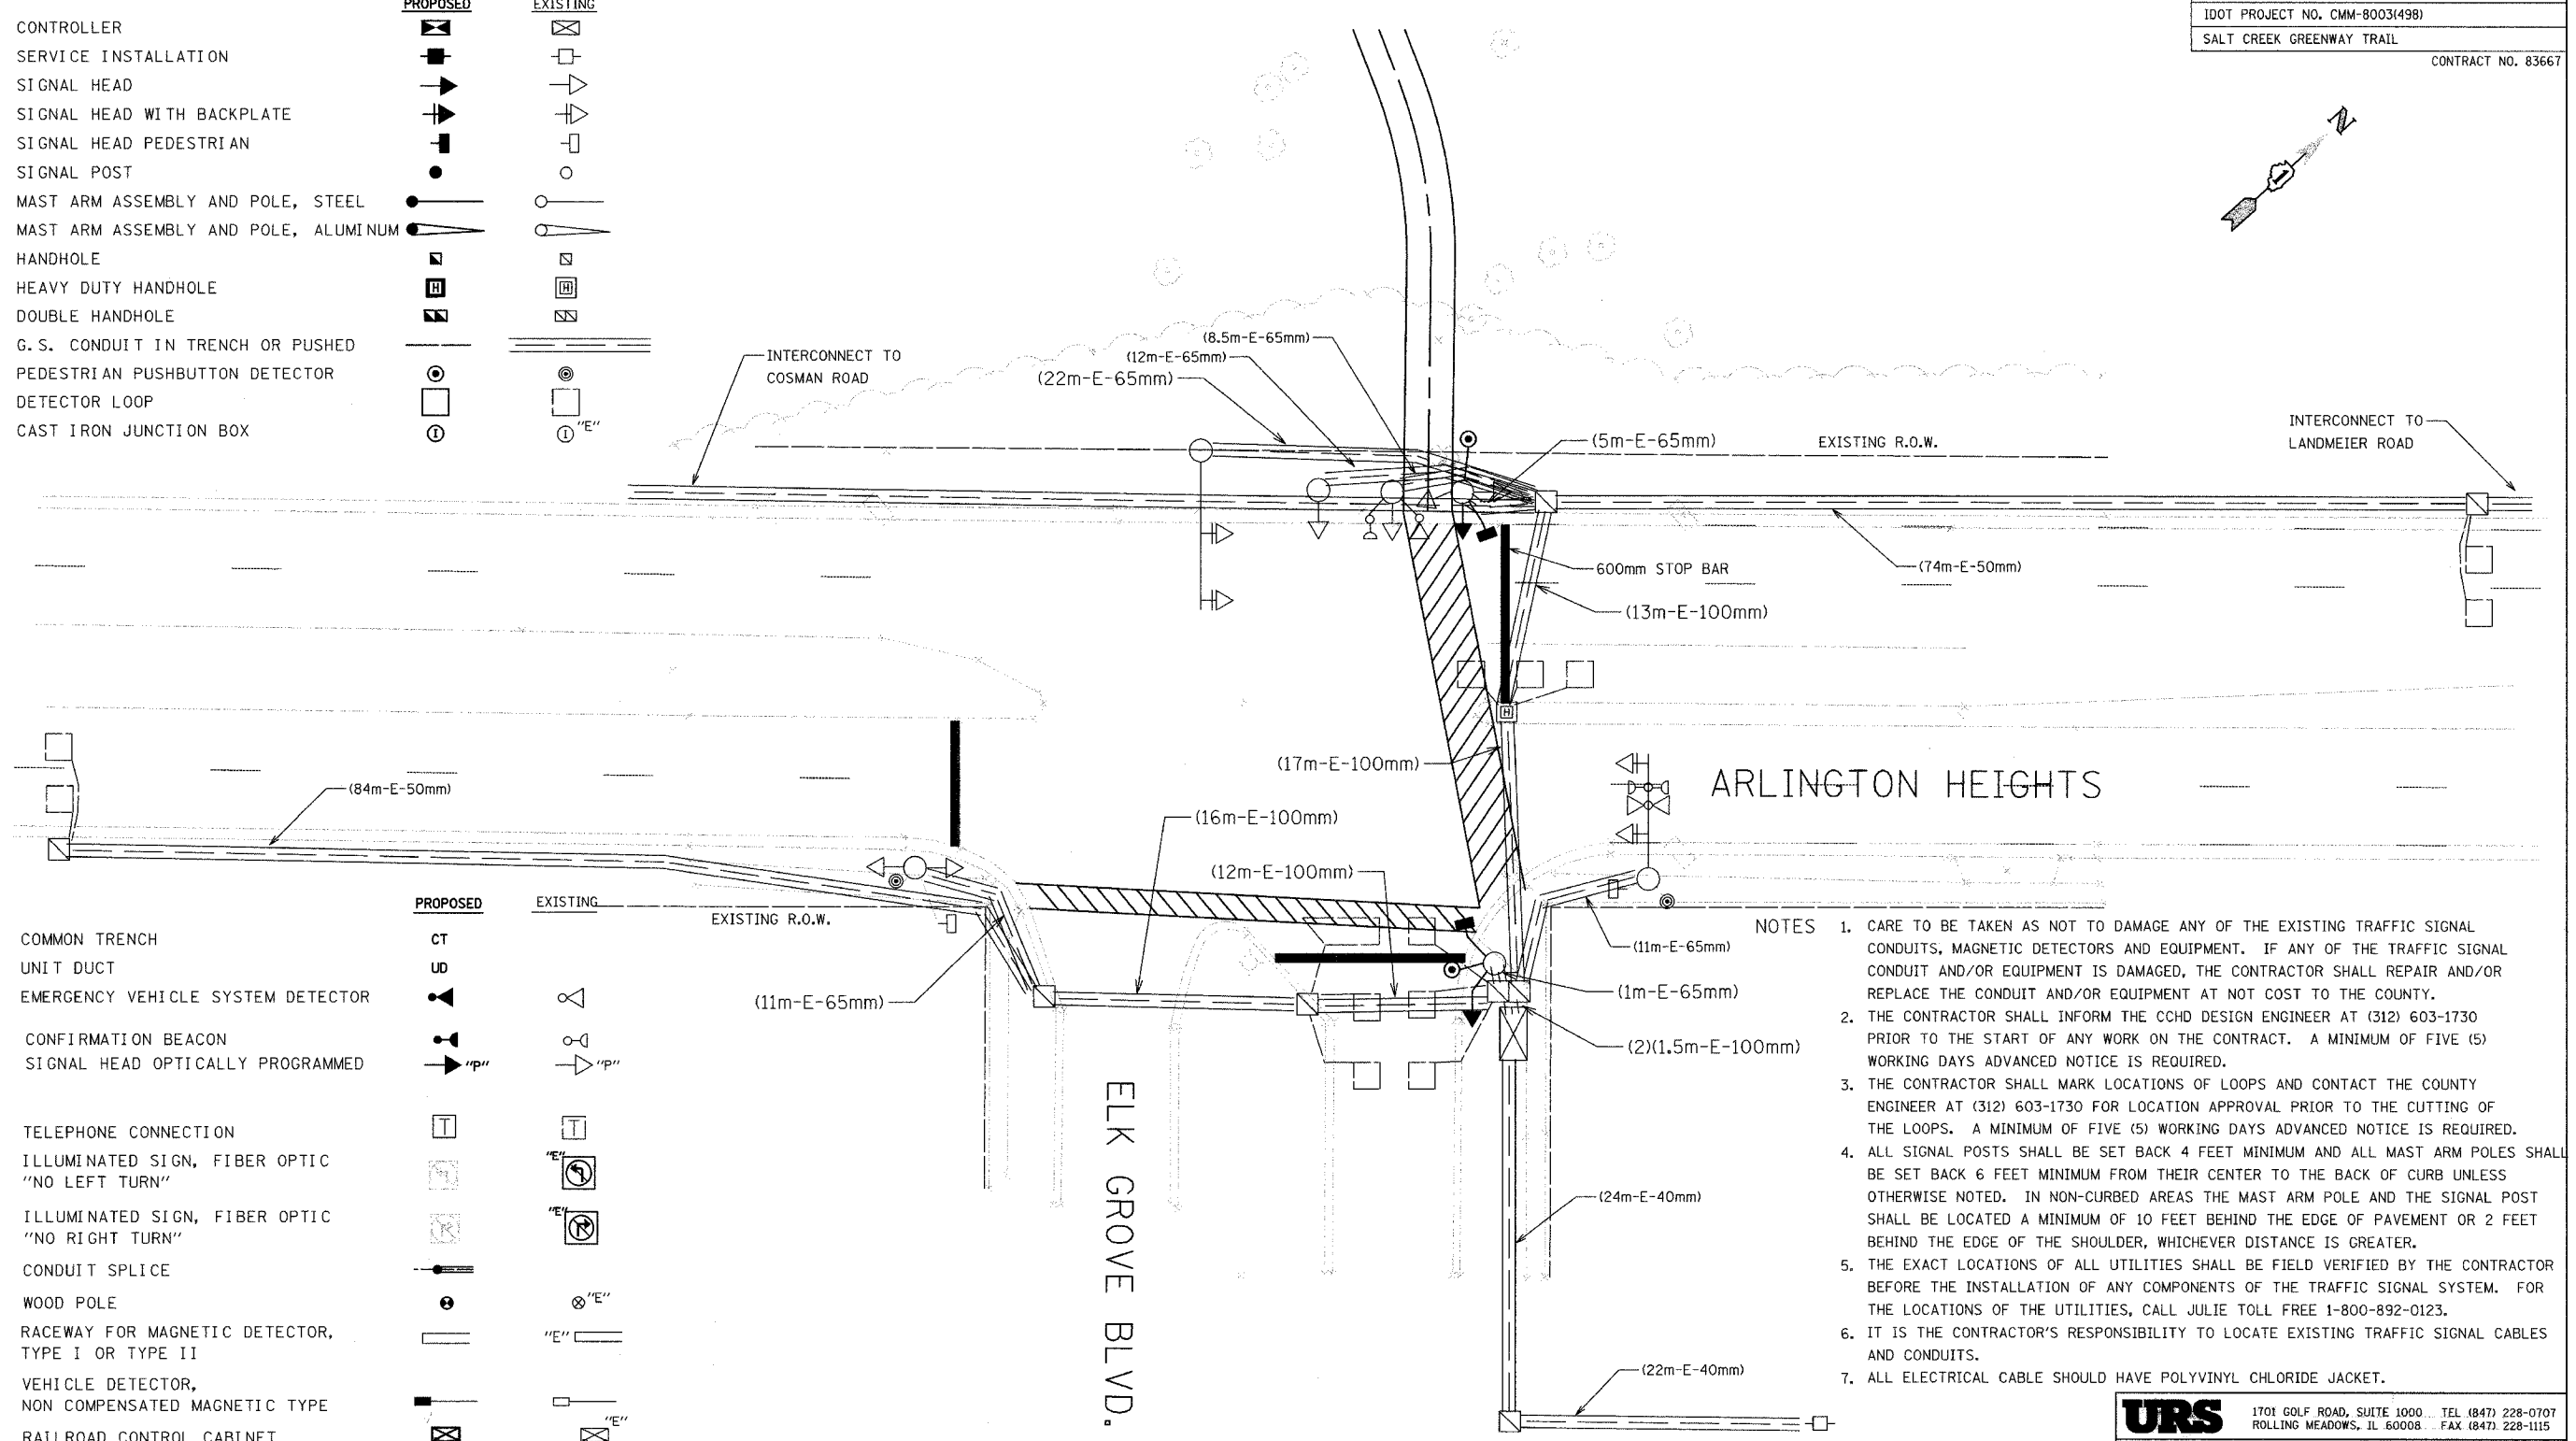 PROPOSED EXISTING
CONTROLLER
SERVICE INSTALLATION
SIGNAL HEAD
SIGNAL HEAD WITH BACKPLATE
SIGNAL HEAD PEDESTRIAN
SIGNAL POST
MAST ARM ASSEMBLY AND POLE, STEEL
MAST ARM ASSEMBLY AND POLE, ALUMINUM
HANDHOLE
HEAVY DUTY HANDHOLE H H
DOUBLE HANDHOLE
G.S. CONDUIT IN TRENCH OR PUSHED
PEDESTRIAN PUSHBUTTON DETECTOR
DETECTOR LOOP
CAST IRON JUNCTION BOX I I "E"
IDOT PROJECT NO. CMM-8003(498)
SALT CREEK GREENWAY TRAIL
CONTRACT NO. 83667
N
1
INTERCONNECT TO
COSMAN ROAD
(8.5m-E-65mm)
(12m-E-65mm)
(22m-E-65mm)
(5m-E-65mm)
EXISTING R.O.W.
INTERCONNECT TO
LANDMEIER ROAD
600mm STOP BAR
(74m-E-50mm)
(13m-E-100mm)
H
(17m-E-100mm)
ARLINGTON HEIGHTS
(84m-E-50mm)
(16m-E-100mm)
(12m-E-100mm)
EXISTING R.O.W.
(11m-E-65mm)
(11m-E-65mm)
(1m-E-65mm)
(2)(1.5m-E-100mm)
ELK GROVE BLVD.
(24m-E-40mm)
(22m-E-40mm)
PROPOSED EXISTING
COMMON TRENCH CT
UNIT DUCT UD
EMERGENCY VEHICLE SYSTEM DETECTOR
CONFIRMATION BEACON
SIGNAL HEAD OPTICALLY PROGRAMMED "P" "P"
TELEPHONE CONNECTION T T
ILLUMINATED SIGN, FIBER OPTIC "E"
"NO LEFT TURN"
ILLUMINATED SIGN, FIBER OPTIC "E"
"NO RIGHT TURN"
CONDUIT SPLICE
WOOD POLE "E"
RACEWAY FOR MAGNETIC DETECTOR, "E"
TYPE I OR TYPE II
VEHICLE DETECTOR,
NON COMPENSATED MAGNETIC TYPE
RAILROAD CONTROL CABINET "E"
NOTES 1. CARE TO BE TAKEN AS NOT TO DAMAGE ANY OF THE EXISTING TRAFFIC SIGNAL
CONDUITS, MAGNETIC DETECTORS AND EQUIPMENT. IF ANY OF THE TRAFFIC SIGNAL
CONDUIT AND/OR EQUIPMENT IS DAMAGED, THE CONTRACTOR SHALL REPAIR AND/OR
REPLACE THE CONDUIT AND/OR EQUIPMENT AT NOT COST TO THE COUNTY.
2. THE CONTRACTOR SHALL INFORM THE CCHD DESIGN ENGINEER AT (312) 603-1730
PRIOR TO THE START OF ANY WORK ON THE CONTRACT. A MINIMUM OF FIVE (5)
WORKING DAYS ADVANCED NOTICE IS REQUIRED.
3. THE CONTRACTOR SHALL MARK LOCATIONS OF LOOPS AND CONTACT THE COUNTY
ENGINEER AT (312) 603-1730 FOR LOCATION APPROVAL PRIOR TO THE CUTTING OF
THE LOOPS. A MINIMUM OF FIVE (5) WORKING DAYS ADVANCED NOTICE IS REQUIRED.
4. ALL SIGNAL POSTS SHALL BE SET BACK 4 FEET MINIMUM AND ALL MAST ARM POLES SHALL
BE SET BACK 6 FEET MINIMUM FROM THEIR CENTER TO THE BACK OF CURB UNLESS
OTHERWISE NOTED. IN NON-CURBED AREAS THE MAST ARM POLE AND THE SIGNAL POST
SHALL BE LOCATED A MINIMUM OF 10 FEET BEHIND THE EDGE OF PAVEMENT OR 2 FEET
BEHIND THE EDGE OF THE SHOULDER, WHICHEVER DISTANCE IS GREATER.
5. THE EXACT LOCATIONS OF ALL UTILITIES SHALL BE FIELD VERIFIED BY THE CONTRACTOR
BEFORE THE INSTALLATION OF ANY COMPONENTS OF THE TRAFFIC SIGNAL SYSTEM. FOR
THE LOCATIONS OF THE UTILITIES, CALL JULIE TOLL FREE 1-800-892-0123.
6. IT IS THE CONTRACTOR'S RESPONSIBILITY TO LOCATE EXISTING TRAFFIC SIGNAL CABLES
AND CONDUITS.
7. ALL ELECTRICAL CABLE SHOULD HAVE POLYVINYL CHLORIDE JACKET.
URS
1701 GOLF ROAD, SUITE 1000 TEL (847) 228-0707
ROLLING MEADOWS, IL 60008 FAX (847) 228-1115